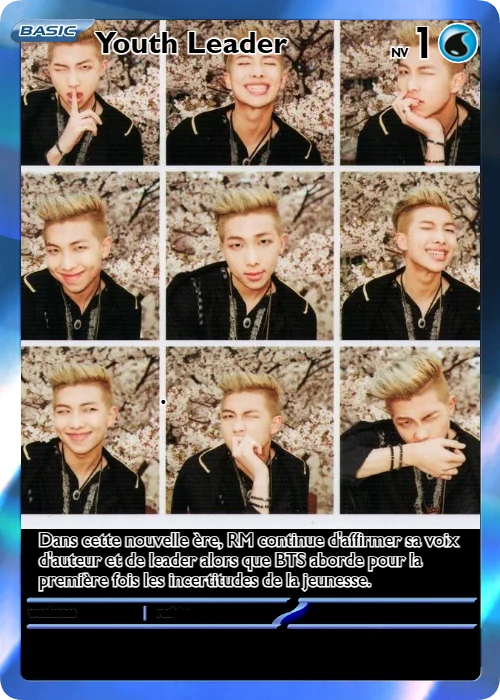 BASIC
Youth Leader
NV 1
Dans cette nouvelle ère, RM continue d'affirmer sa voix
d'auteur et de leader alors que BTS aborde pour la
première fois les incertitudes de la jeunesse.